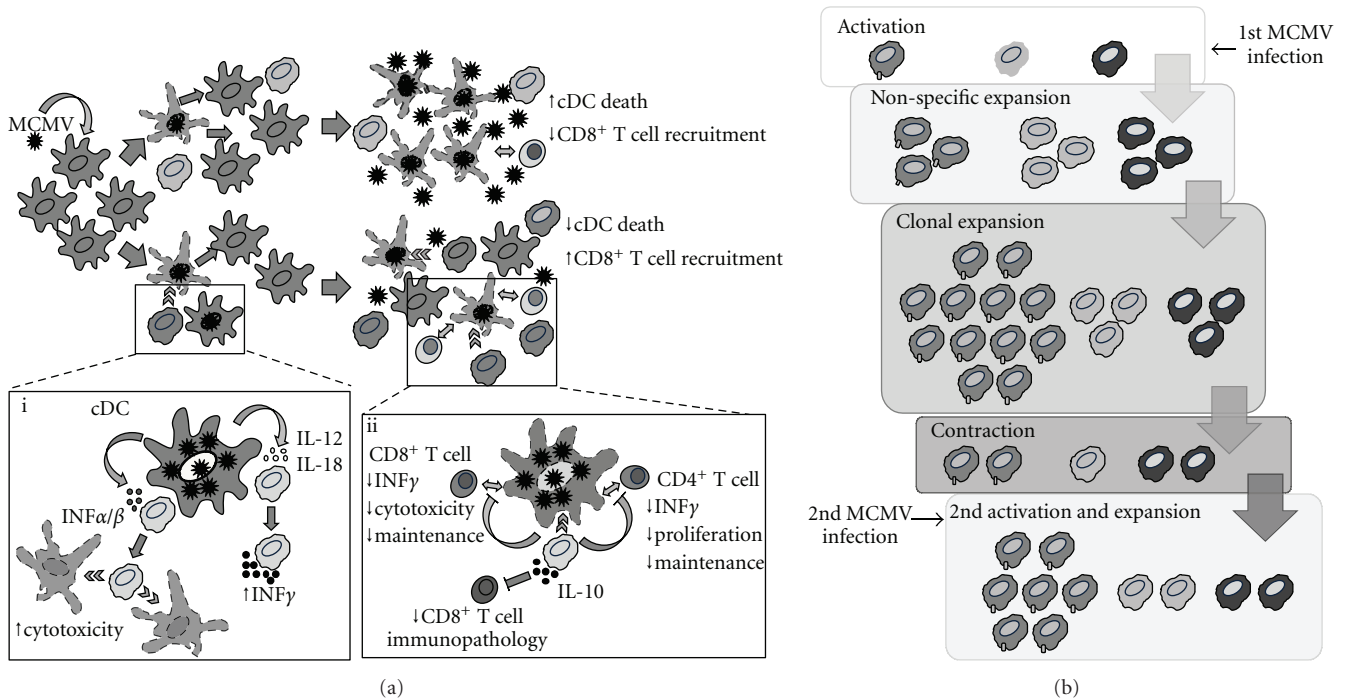 MCMV
↑cDC death
↓CD8+ T cell recruitment
↓cDC death
↑CD8+ T cell recruitment
i
cDC
IL-12
IL-18
INFα/β
↑INFγ
↑cytotoxicity
ii
CD8+ T cell
↓INFγ
↓cytotoxicity
↓maintenance
CD4+ T cell
↓INFγ
↓proliferation
↓maintenance
IL-10
↓CD8+ T cell
immunopathology
(a)
Activation
1st MCMV
infection
Non-specific expansion
Clonal expansion
Contraction
2nd MCMV
infection
2nd activation and expansion
(b)